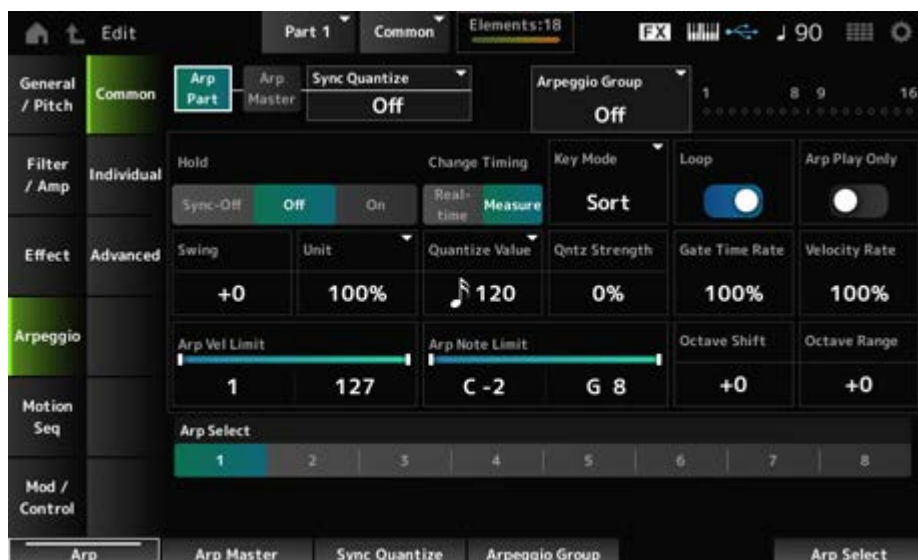 Edit
Part 1
Common
Elements:18
FX
90
General / Pitch
Common
Arp Part
Arp Master
Sync Quantize
Off
Arpeggio Group
Off
1 8 9 16
Filter / Amp
Individual
Hold
Sync-Off
Off
On
Change Timing
Real-time
Measure
Key Mode
Sort
Loop
Arp Play Only
Effect
Advanced
Swing
+0
Unit
100%
Quantize Value
120
Qntz Strength
0%
Gate Time Rate
100%
Velocity Rate
100%
Arpeggio
Arp Vel Limit
1 127
Arp Note Limit
C -2 G 8
Octave Shift
+0
Octave Range
+0
Motion Seq
Arp Select
1 2 3 4 5 6 7 8
Mod / Control
Arp
Arp Master
Sync Quantize
Arpeggio Group
Arp Select